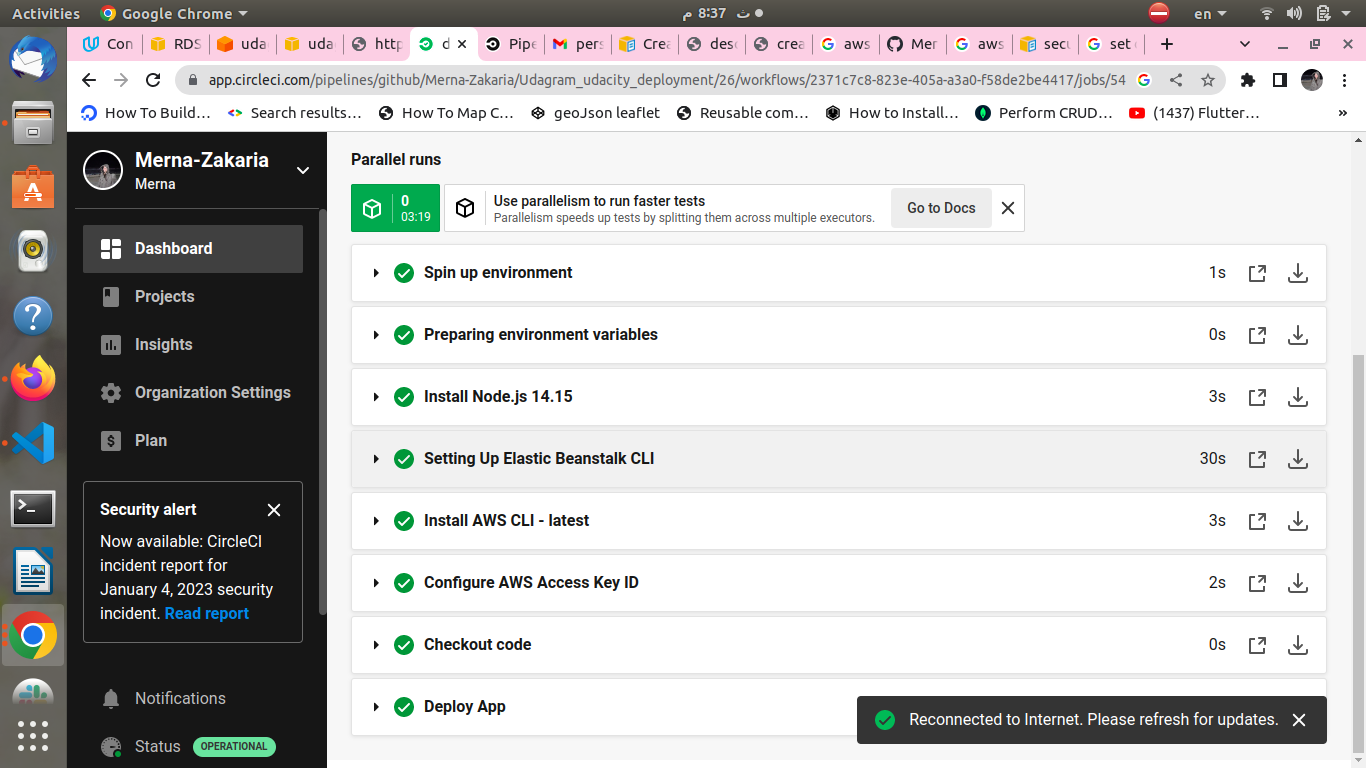 Activities
Google Chrome
ث 8:37 م
en
Con
RDS
uda
uda
http
d
Pipe
pers
Crea
desc
crea
aws
Mer
aws
secu
set
app.circleci.com/pipelines/github/Merna-Zakaria/Udagram_udacity_deployment/26/workflows/2371c7c8-823e-405a-a3a0-f58de2be4417/jobs/54
How To Build…
Search results…
How To Map C…
geoJson leaflet
Reusable com…
How to Install…
Perform CRUD…
(1437) Flutter…
»
Merna-Zakaria
Merna
Dashboard
Projects
Insights
Organization Settings
Plan
Security alert
Now available: CircleCI
incident report for
January 4, 2023 security
incident. Read report
Notifications
Status OPERATIONAL
Parallel runs
0
03:19
Use parallelism to run faster tests
Parallelism speeds up tests by splitting them across multiple executors.
Go to Docs
Spin up environment 1s
Preparing environment variables 0s
Install Node.js 14.15 3s
Setting Up Elastic Beanstalk CLI 30s
Install AWS CLI - latest 3s
Configure AWS Access Key ID 2s
Checkout code 0s
Deploy App
Reconnected to Internet. Please refresh for updates.